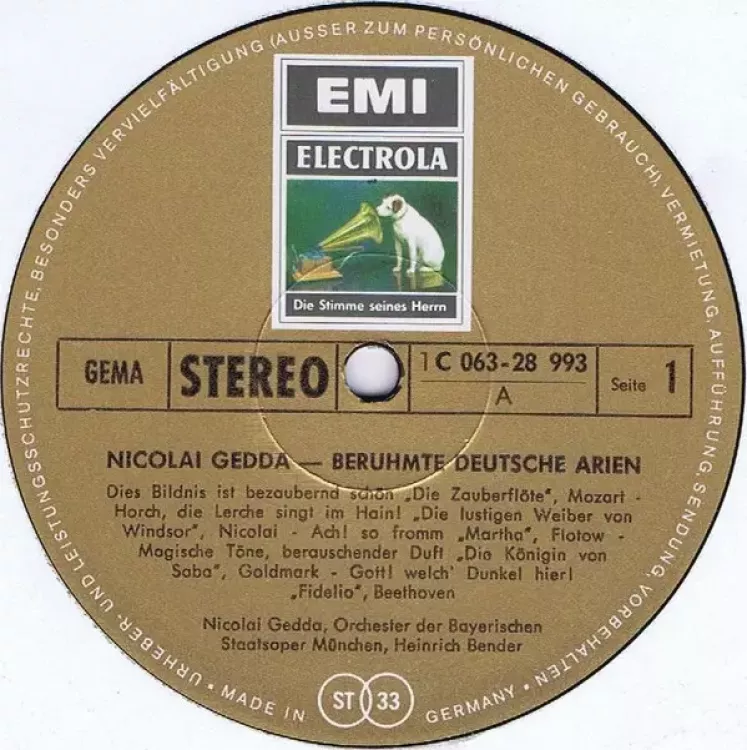 URHEBER- UND LEISTUNGSSCHUTZRECHTE, BESONDERS VERVIELFÄLTIGUNG (AUSSER ZUM PERSÖNLICHEN GEBRAUCH), VERMIETUNG, AUFFÜHRUNG, SENDUNG, VORBEHALTEN
EMI
ELECTROLA
Die Stimme seines Herrn
GEMA
STEREO
1 C 063-28 993
A
Seite 1
NICOLAI GEDDA — BERUHMTE DEUTSCHE ARIEN
Dies Bildnis ist bezaubernd schön „Die Zauberflöte", Mozart -
Horch, die Lerche singt im Hain! „Die lustigen Weiber von
Windsor", Nicolai - Ach! so fromm „Martha", Flotow -
Magische Töne, berauschender Duft „Die Königin von
Saba", Goldmark - Gott! welch' Dunkel hier!
„Fidelio", Beethoven
Nicolai Gedda, Orchester der Bayerischen
Staatsoper München, Heinrich Bender
• MADE IN ST 33 GERMANY •